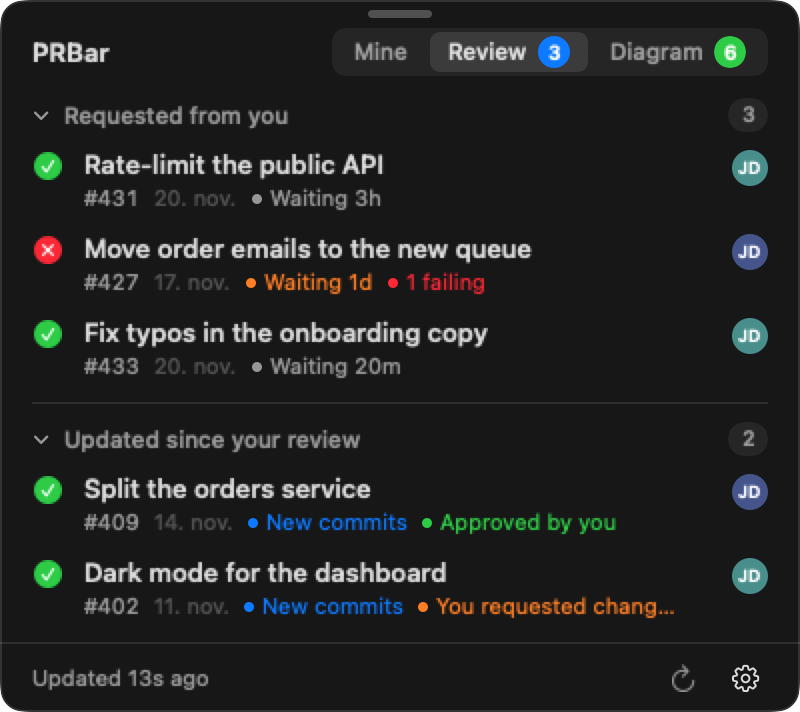 PRBar
Mine Review 3 Diagram 6
Requested from you 3
Rate-limit the public API JD
#431 20. nov. Waiting 3h
Move order emails to the new queue JD
#427 17. nov. Waiting 1d 1 failing
Fix typos in the onboarding copy JD
#433 20. nov. Waiting 20m
Updated since your review 2
Split the orders service JD
#409 14. nov. New commits Approved by you
Dark mode for the dashboard JD
#402 11. nov. New commits You requested chang...
Updated 13s ago